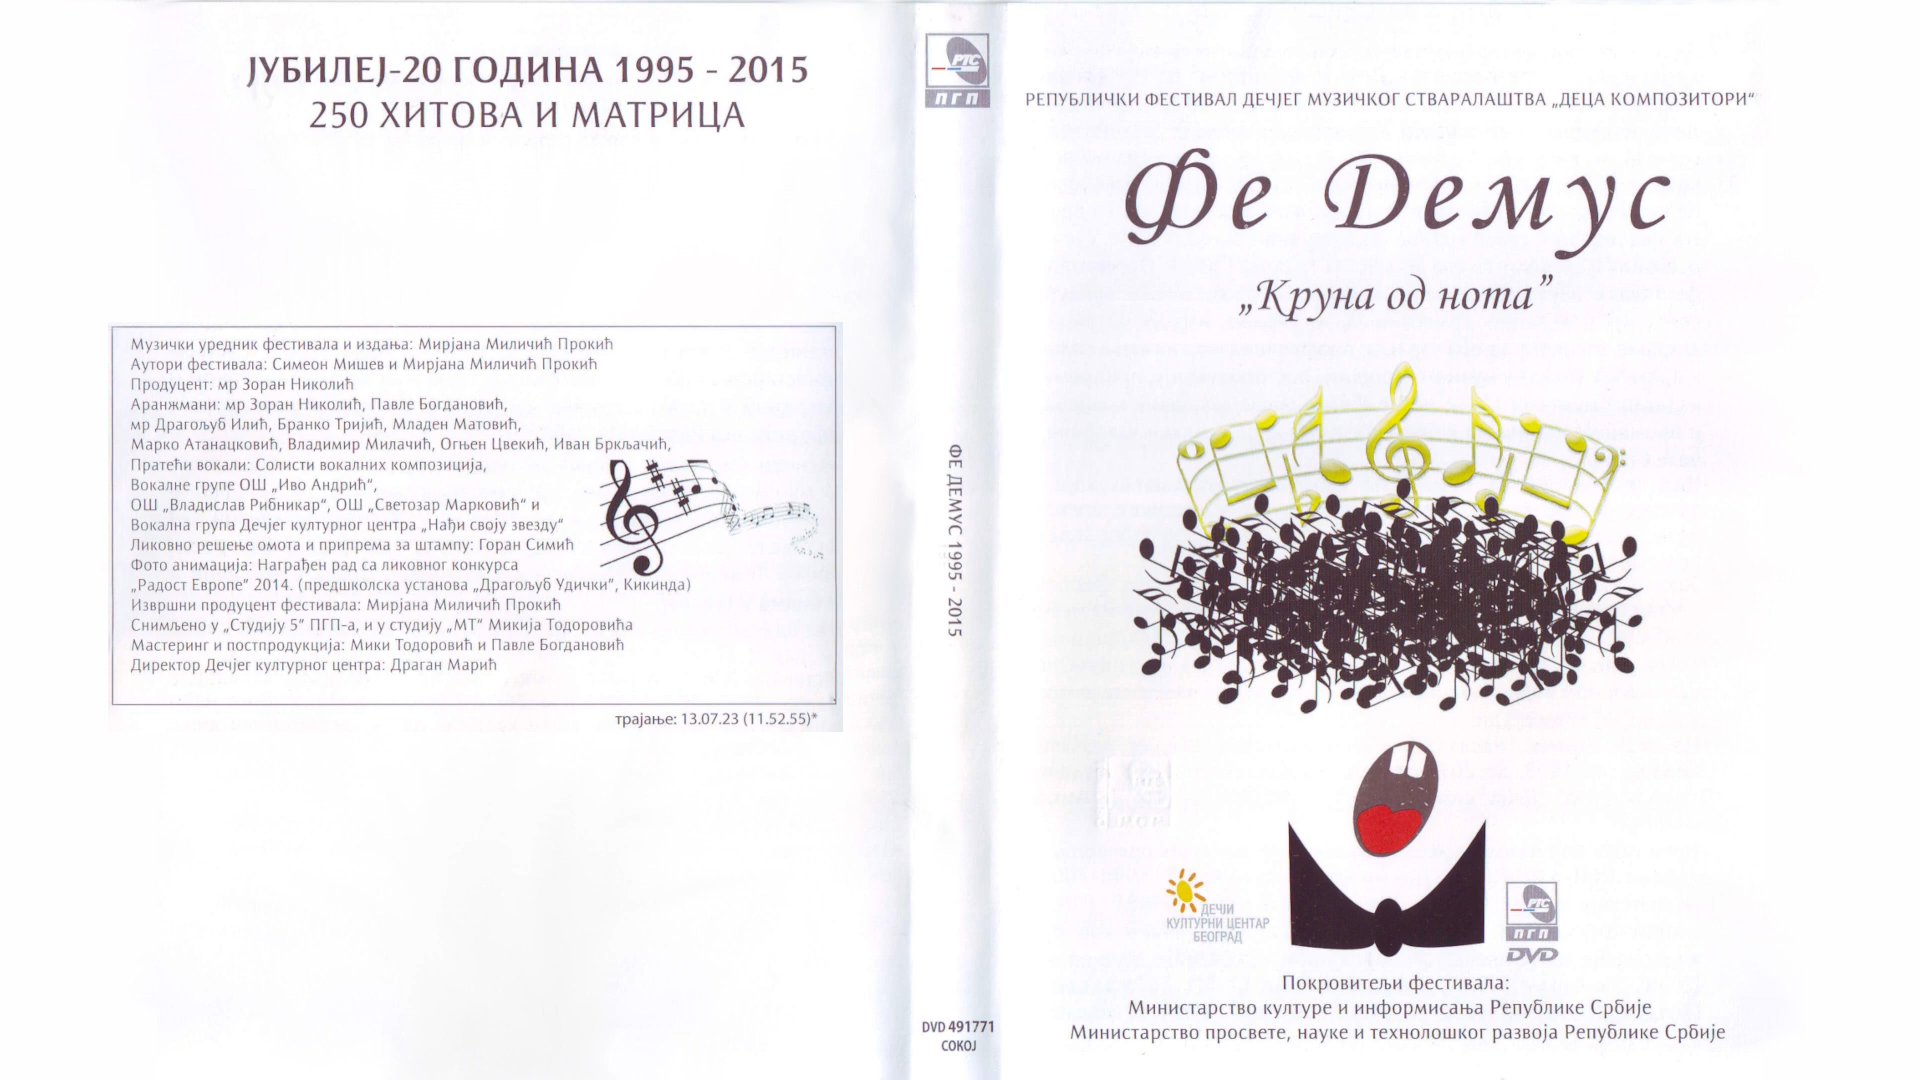 ЈУБИЛЕЈ-20 ГОДИНА 1995 - 2015
250 ХИТОВА И МАТРИЦА
Музички уредник фестивала и издања: Мирјана Миличић Прокић
Аутори фестивала: Симеон Мишев и Мирјана Миличић Прокић
Продуцент: мр Зоран Николић
Аранжмани: мр Зоран Николић, Павле Богдановић,
мр Драгољуб Илић, Бранко Тријић, Младен Матовић,
Марко Атанацковић, Владимир Милачић, Огњен Цвекић, Иван Бркљачић,
Пратећи вокали: Солисти вокалних композиција,
Вокалне групе ОШ „Иво Андрић“,
ОШ „Владислав Рибникар“, ОШ „Светозар Марковић“ и
Вокална група Дечјег културног центра „Нађи своју звезду“
Ликовно решење омота и припрема за штампу: Горан Симић
Фото анимација: Награђен рад са ликовног конкурса
„Радост Европе” 2014. (предшколска установа „Драгољуб Удички”, Кикинда)
Извршни продуцент фестивала: Мирјана Миличић Прокић
Снимљено у „Студију 5” ПГП-а, и у студију „МТ“ Микија Тодоровића
Мастеринг и постпродукција: Мики Тодоровић и Павле Богдановић
Директор Дечјег културног центра: Драган Марић
трајање: 13.07.23 (11.52.55)*
РТС
ПГП
ФЕ ДЕМУС 1995 - 2015
DVD 491771
СОКОЈ
РЕПУБЛИЧКИ ФЕСТИВАЛ ДЕЧЈЕГ МУЗИЧКОГ СТВАРАЛАШТВА „ДЕЦА КОМПОЗИТОРИ“
Фе Демус
„Круна од нота”
ДЕЧЈИ
КУЛТУРНИ ЦЕНТАР
БЕОГРАД
РТС
ПГП
DVD
Покровитељи фестивала:
Министарство културе и информисања Републике Србије
Министарство просвете, науке и технолошког развоја Републике Србије